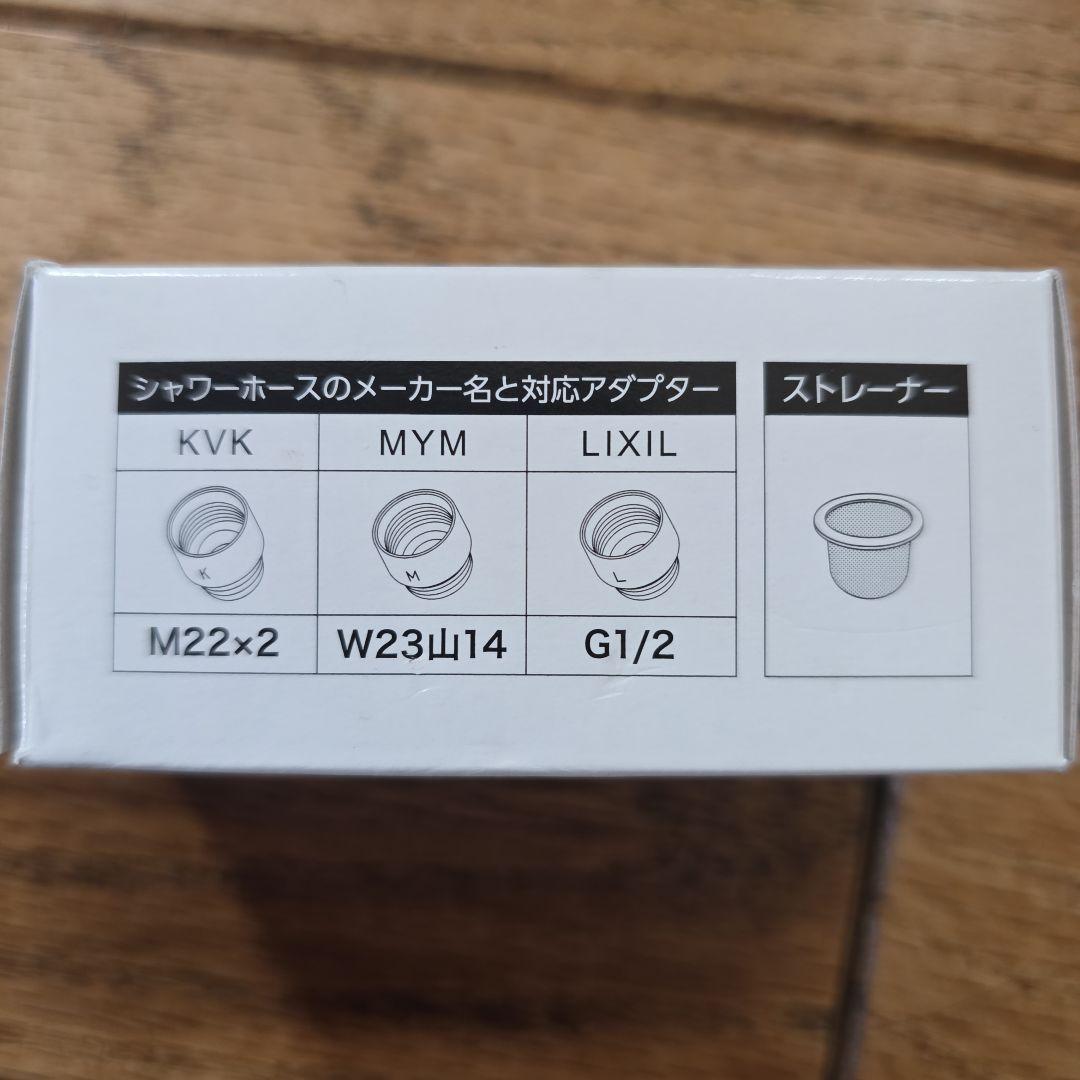 シャワーホースのメーカー名と対応アダプター
KVK MYM LIXIL
K M L
M22×2 W23山14 G1/2
ストレーナー